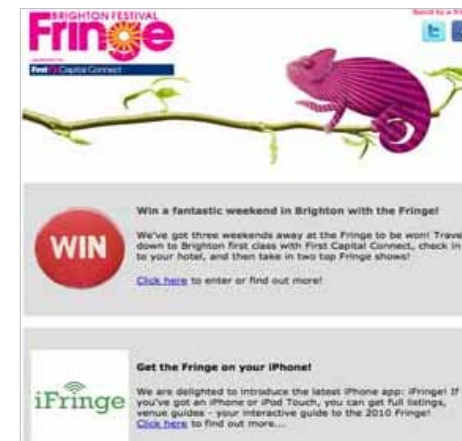 Send to a fr
BRIGHTON FESTIVAL
Fringe
First Capital Connect
Win a fantastic weekend in Brighton with the Fringe!
WIN
We've got three weekends away at the Fringe to be won! Trave
down to Brighton first class with First Capital Connect, check in
to your hotel, and then take in two top Fringe shows!
Click here to enter or find out more!
Get the Fringe on your iPhone!
iFringe
We are delighted to introduce the latest iPhone app: iFringe! If
you've got an iPhone or iPod Touch, you can get full listings,
venue guides - your interactive guide to the 2010 Fringe!
Click here to find out more...